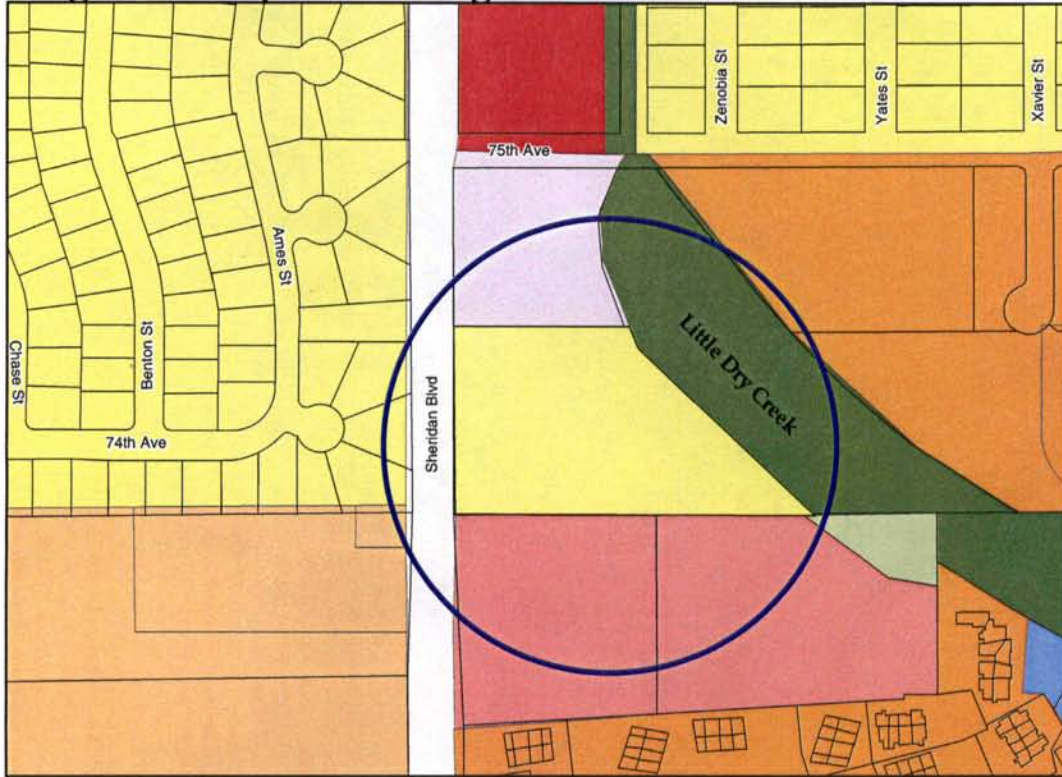 Zenobia St
Yates St
Xavier St
75th Ave
Ames St
Little Dry Creek
Benton St
Chase St
Sheridan Blvd
74th Ave